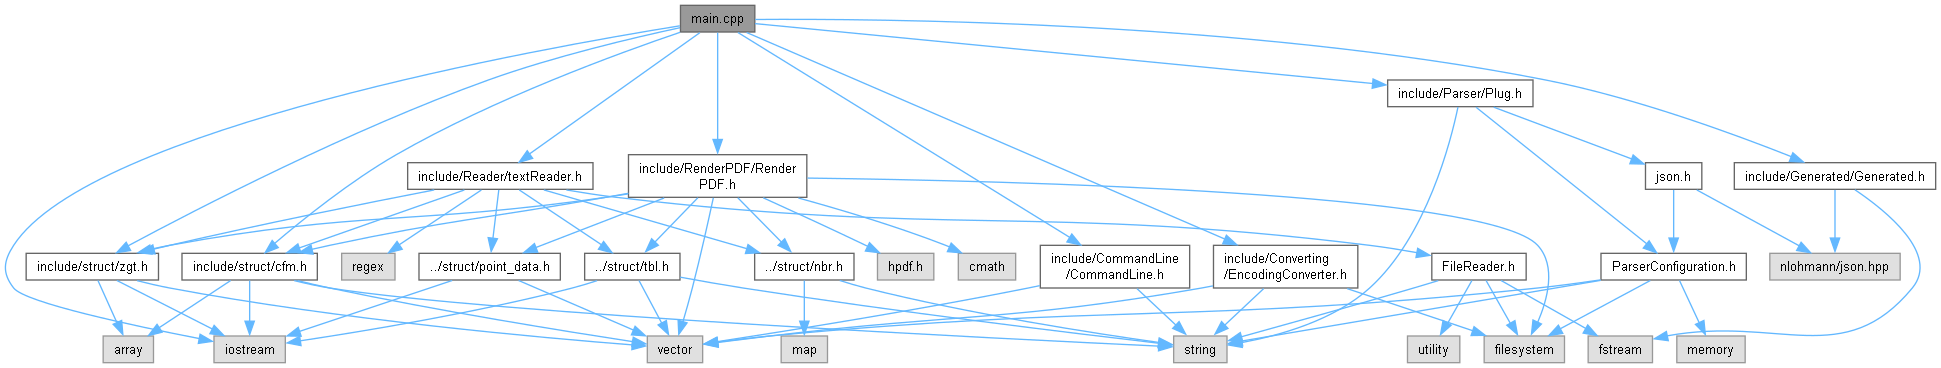 main.cpp
include/Parser/Plug.h
include/Reader/textReader.h
include/RenderPDF/Render
PDF.h
json.h
include/Generated/Generated.h
include/struct/zgt.h
include/struct/cfm.h
regex
../struct/point_data.h
../struct/tbl.h
../struct/nbr.h
hpdf.h
cmath
include/CommandLine
/CommandLine.h
include/Converting
/EncodingConverter.h
FileReader.h
ParserConfiguration.h
nlohmann/json.hpp
array
iostream
vector
map
string
utility
filesystem
fstream
memory